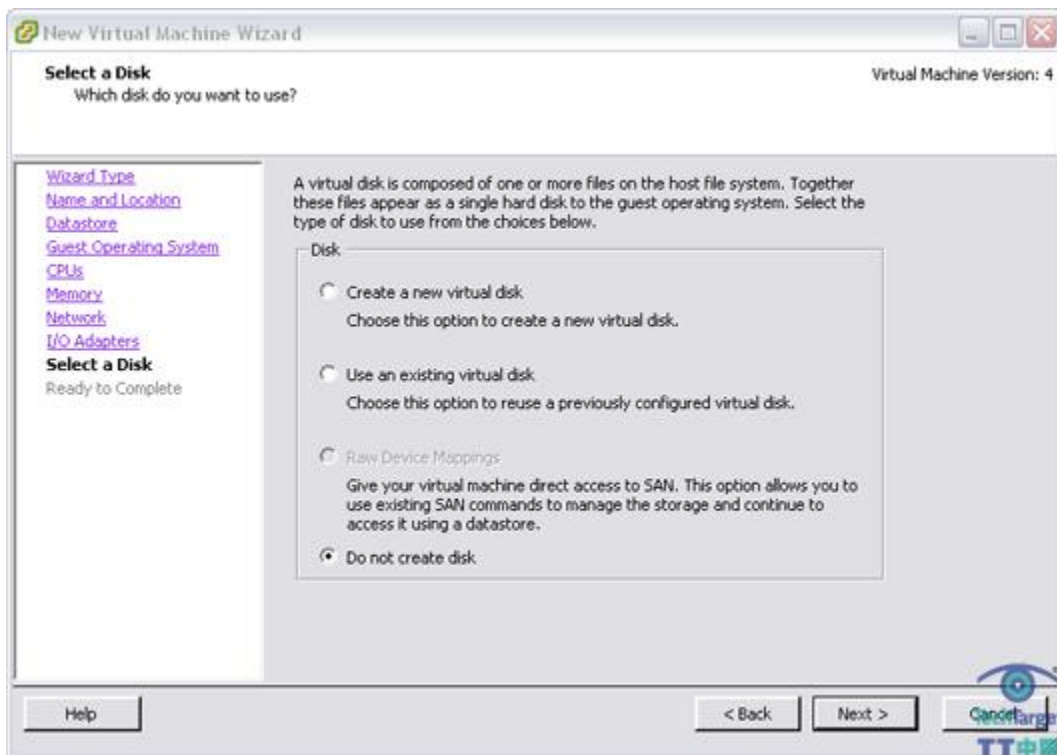 New Virtual Machine Wizard
Select a Disk
Virtual Machine Version: 4
Which disk do you want to use?
Wizard Type
Name and Location
Datastore
Guest Operating System
CPUs
Memory
Network
I/O Adapters
Select a Disk
Ready to Complete
A virtual disk is composed of one or more files on the host file system. Together
these files appear as a single hard disk to the guest operating system. Select the
type of disk to use from the choices below.
Disk
Create a new virtual disk
Choose this option to create a new virtual disk.
Use an existing virtual disk
Choose this option to reuse a previously configured virtual disk.
Raw Device Mappings
Give your virtual machine direct access to SAN. This option allows you to
use existing SAN commands to manage the storage and continue to
access it using a datastore.
Do not create disk
Help
< Back
Next >
Cancel